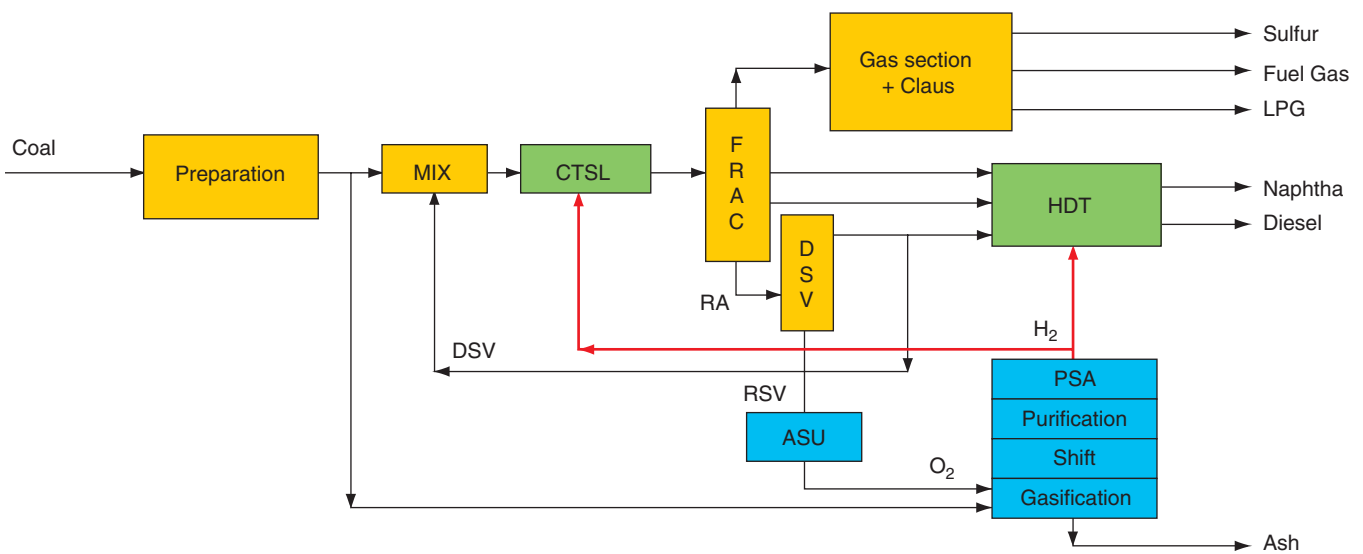 Sulfur
Gas section
+ Claus
Fuel Gas
LPG
F
R
A
C
Coal
Preparation
MIX
CTSL
HDT
Naphtha
Diesel
D
S
V
RA
H₂
DSV
PSA
RSV
Purification
ASU
Shift
O₂
Gasification
Ash